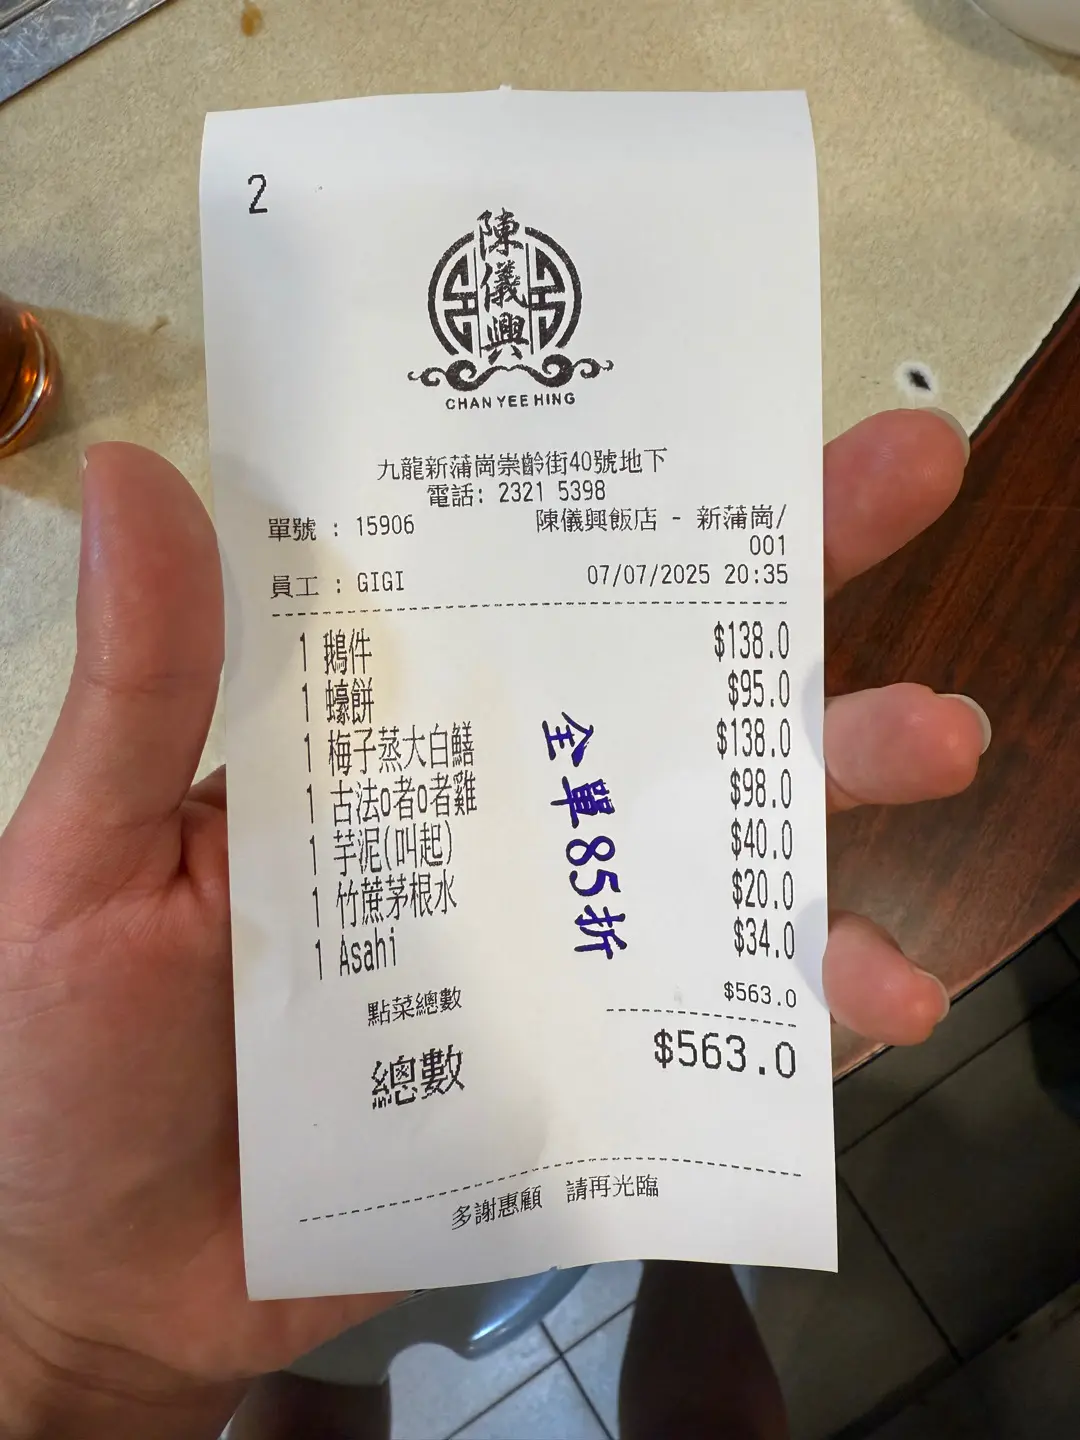 2
陳儀興
CHAN YEE HING
九龍新蒲崗崇齡街40號地下
電話: 2321 5398
單號 : 15906 陳儀興飯店 - 新蒲崗/
001
員工 : GIGI 07/07/2025 20:35
1 鵝件 $138.0
1 蠔餅 $95.0
1 梅子蒸大白鱔 $138.0
1 古法o者o者雞 $98.0
1 芋泥(叫起) $40.0
1 竹蔗茅根水 $20.0
1 Asahi $34.0
全單85折
點菜總數 $563.0
總數 $563.0
多謝惠顧 請再光臨